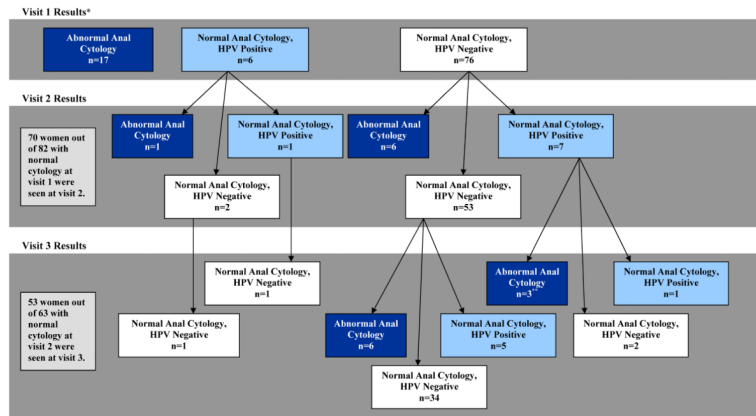 Visit 1 Results*
Abnormal Anal
Cytology
n=17
Normal Anal Cytology,
HPV Positive
n=6
Normal Anal Cytology,
HPV Negative
n=76
Visit 2 Results
70 women out
of 82 with
normal
cytology at
visit 1 were
seen at visit 2.
Abnormal Anal
Cytology
n=1
Normal Anal Cytology,
HPV Positive
n=1
Abnormal Anal
Cytology
n=6
Normal Anal Cytology,
HPV Positive
n=7
Normal Anal Cytology,
HPV Negative
n=2
Normal Anal Cytology,
HPV Negative
n=53
Visit 3 Results
53 women out
of 63 with
normal
cytology at
visit 2 were
seen at visit 3.
Normal Anal Cytology,
HPV Negative
n=1
Abnormal Anal
Cytology
n=3**
Normal Anal Cytology,
HPV Positive
n=1
Normal Anal Cytology,
HPV Negative
n=1
Abnormal Anal
Cytology
n=6
Normal Anal Cytology,
HPV Positive
n=5
Normal Anal Cytology,
HPV Negative
n=2
Normal Anal Cytology,
HPV Negative
n=34